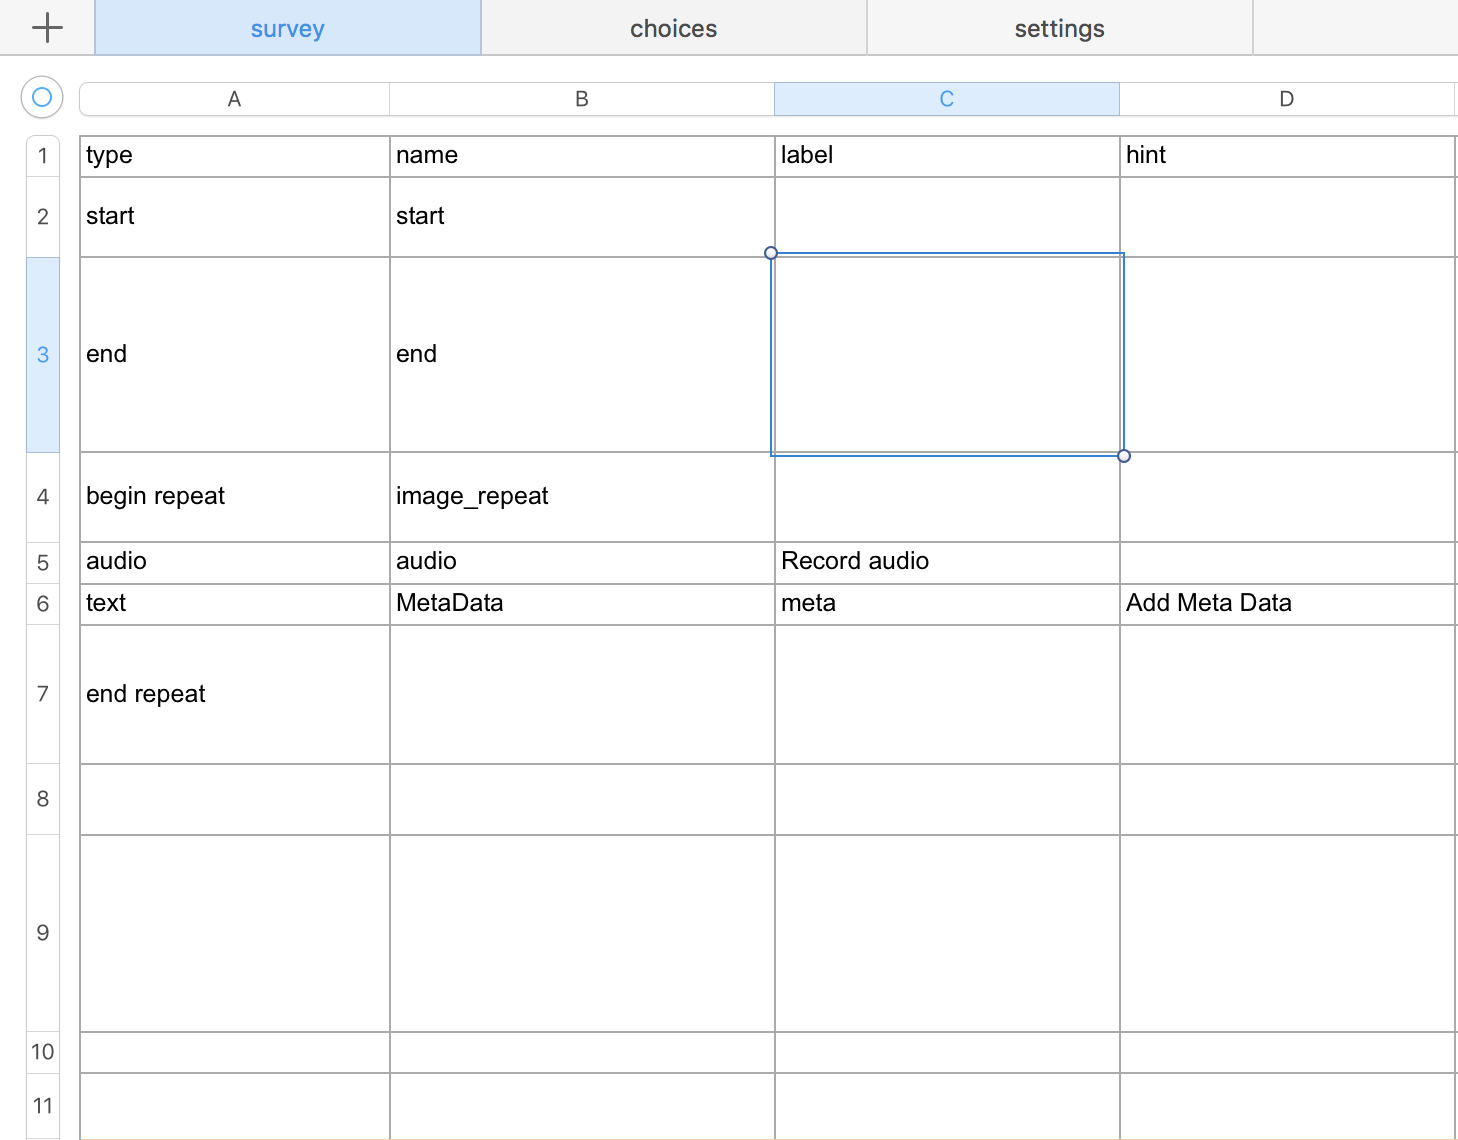 survey choices settings
A B C D
1 type name label hint
2 start start
3 end end
4 begin repeat image_repeat
5 audio audio Record audio
6 text MetaData meta Add Meta Data
7 end repeat
8
9
10
11